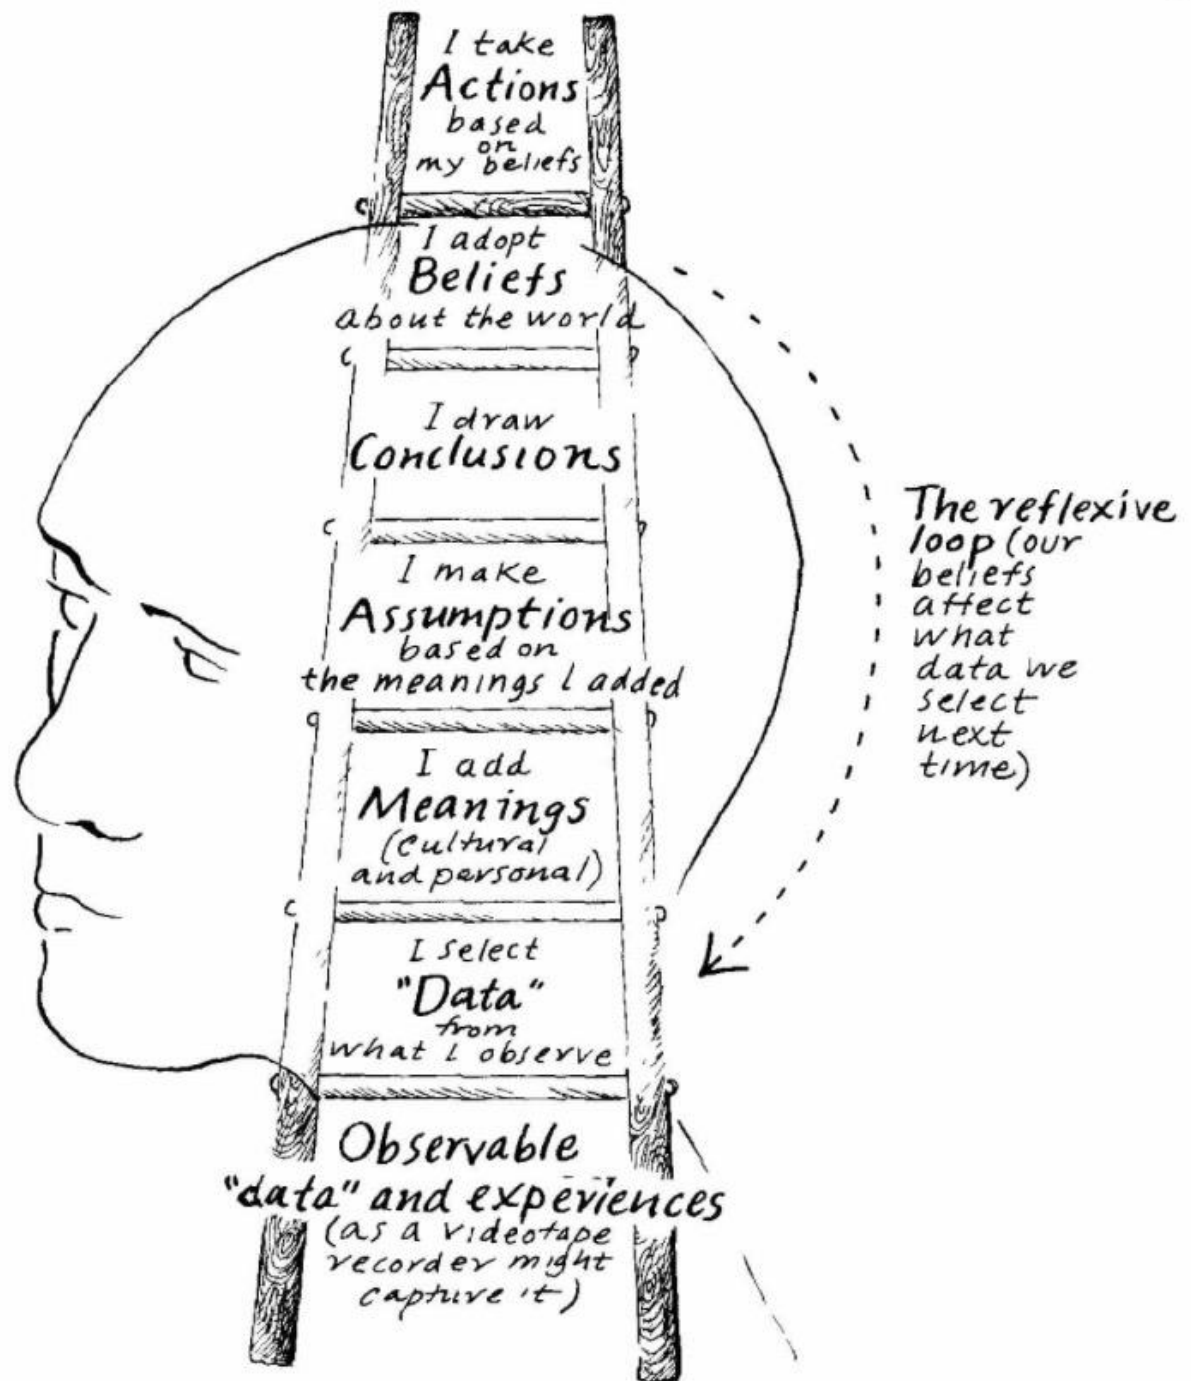 I take
Actions
based
on
my beliefs
I adopt
Beliefs
about the world
I draw
Conclusions
I make
Assumptions
based on
the meanings I added
I add
Meanings
(cultural
and personal)
I select
"Data"
from
what I observe
Observable
"data" and experiences
(as a videotape
recorder might
capture it)
The reflexive
loop (our
beliefs
affect
what
data we
select
next
time)